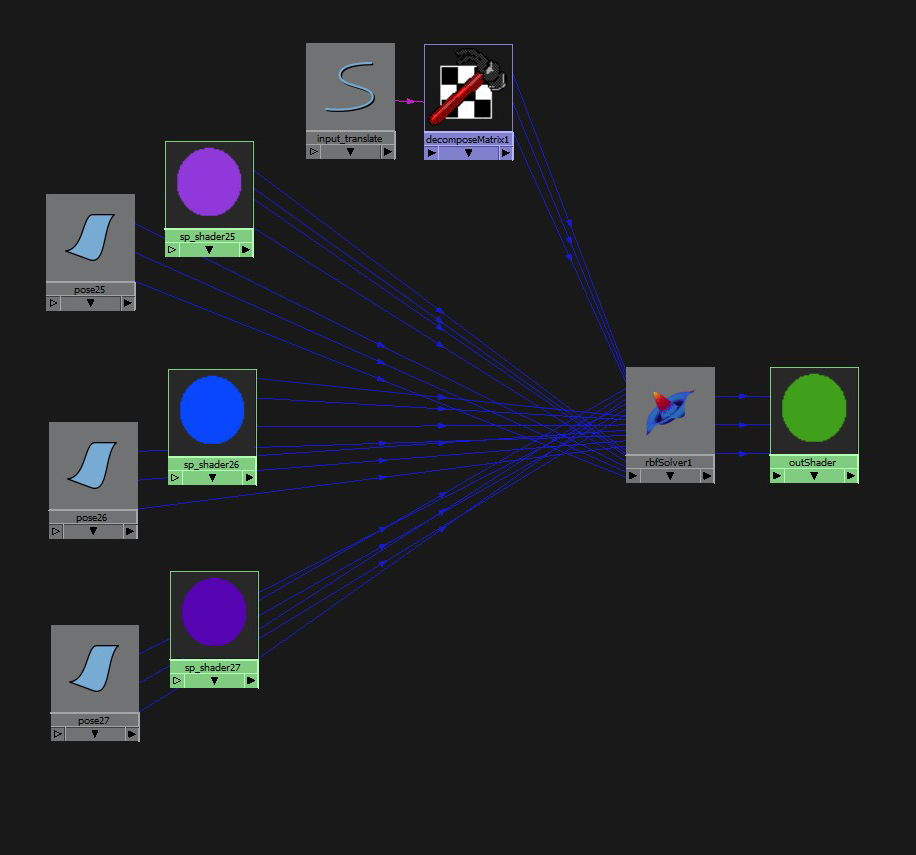 input_translate
decomposeMatrix1
sp_shader25
pose25
sp_shader26
pose26
rbfSolver1
outShader
sp_shader27
pose27